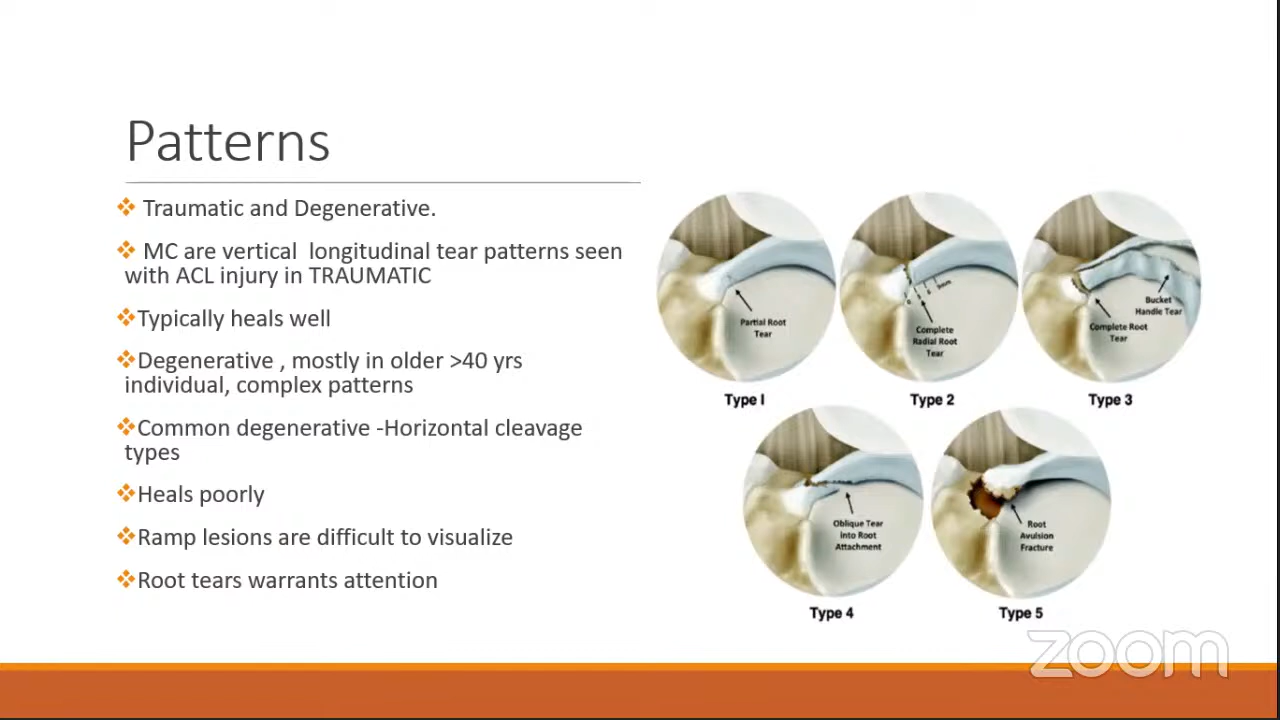 Patterns
Traumatic and Degenerative.
MC are vertical longitudinal tear patterns seen
with ACL injury in TRAUMATIC
Typically heals well
Degenerative , mostly in older >40 yrs
individual, complex patterns
Common degenerative -Horizontal cleavage
types
Heals poorly
Ramp lesions are difficult to visualize
Root tears warrants attention
Partial Root
Tear
Type I
0 3 6 9mm
Complete
Radial Root
Tear
Type 2
Bucket
Handle Tear
Complete Root
Tear
Type 3
Oblique Tear
into Root
Attachment
Type 4
Root
Avulsion
Fracture
Type 5
zoom